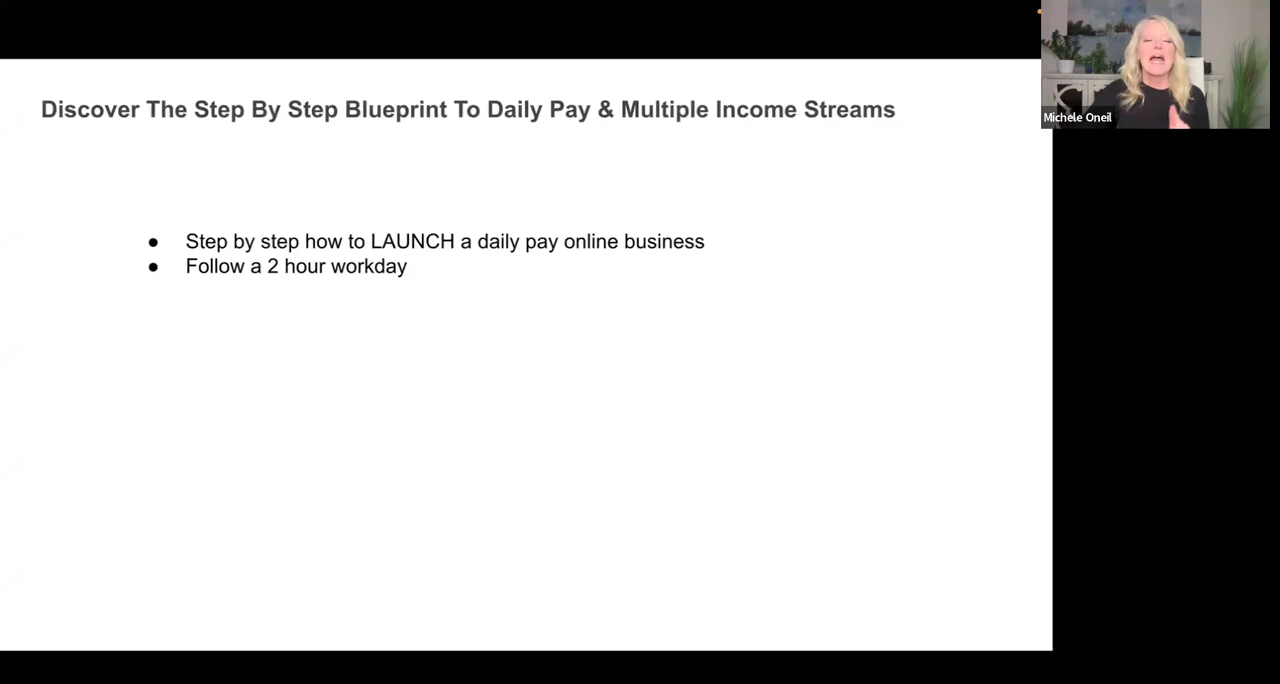 Discover The Step By Step Blueprint To Daily Pay & Multiple Income Streams
Michele Oneil
● Step by step how to LAUNCH a daily pay online business
● Follow a 2 hour workday